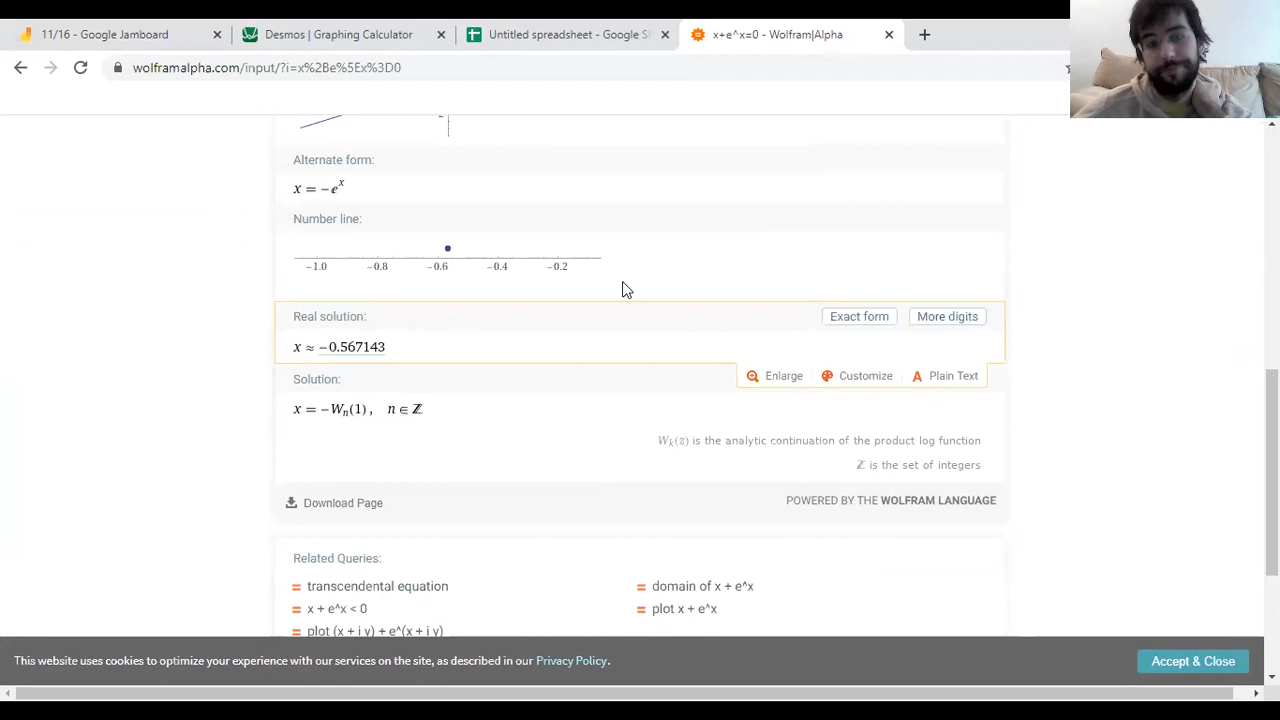 11/16 - Google Jamboard
Desmos | Graphing Calculator
Untitled spreadsheet - Google Sh
x+e^x=0 - Wolfram|Alpha
wolframalpha.com/input/?i=x%2Be%5Ex%3D0
Alternate form:
x = −e^x
Number line:
−1.0 −0.8 −0.6 −0.4 −0.2
Real solution:
Exact form
More digits
x ≈ −0.567143
Enlarge
Customize
A Plain Text
Solution:
x = −Wₙ(1), n ∈ ℤ
Wₖ(z) is the analytic continuation of the product log function
ℤ is the set of integers
Download Page
POWERED BY THE WOLFRAM LANGUAGE
Related Queries:
= transcendental equation
= domain of x + e^x
= x + e^x < 0
= plot x + e^x
= plot (x + i y) + e^(x + i y)
This website uses cookies to optimize your experience with our services on the site, as described in our Privacy Policy.
Accept & Close